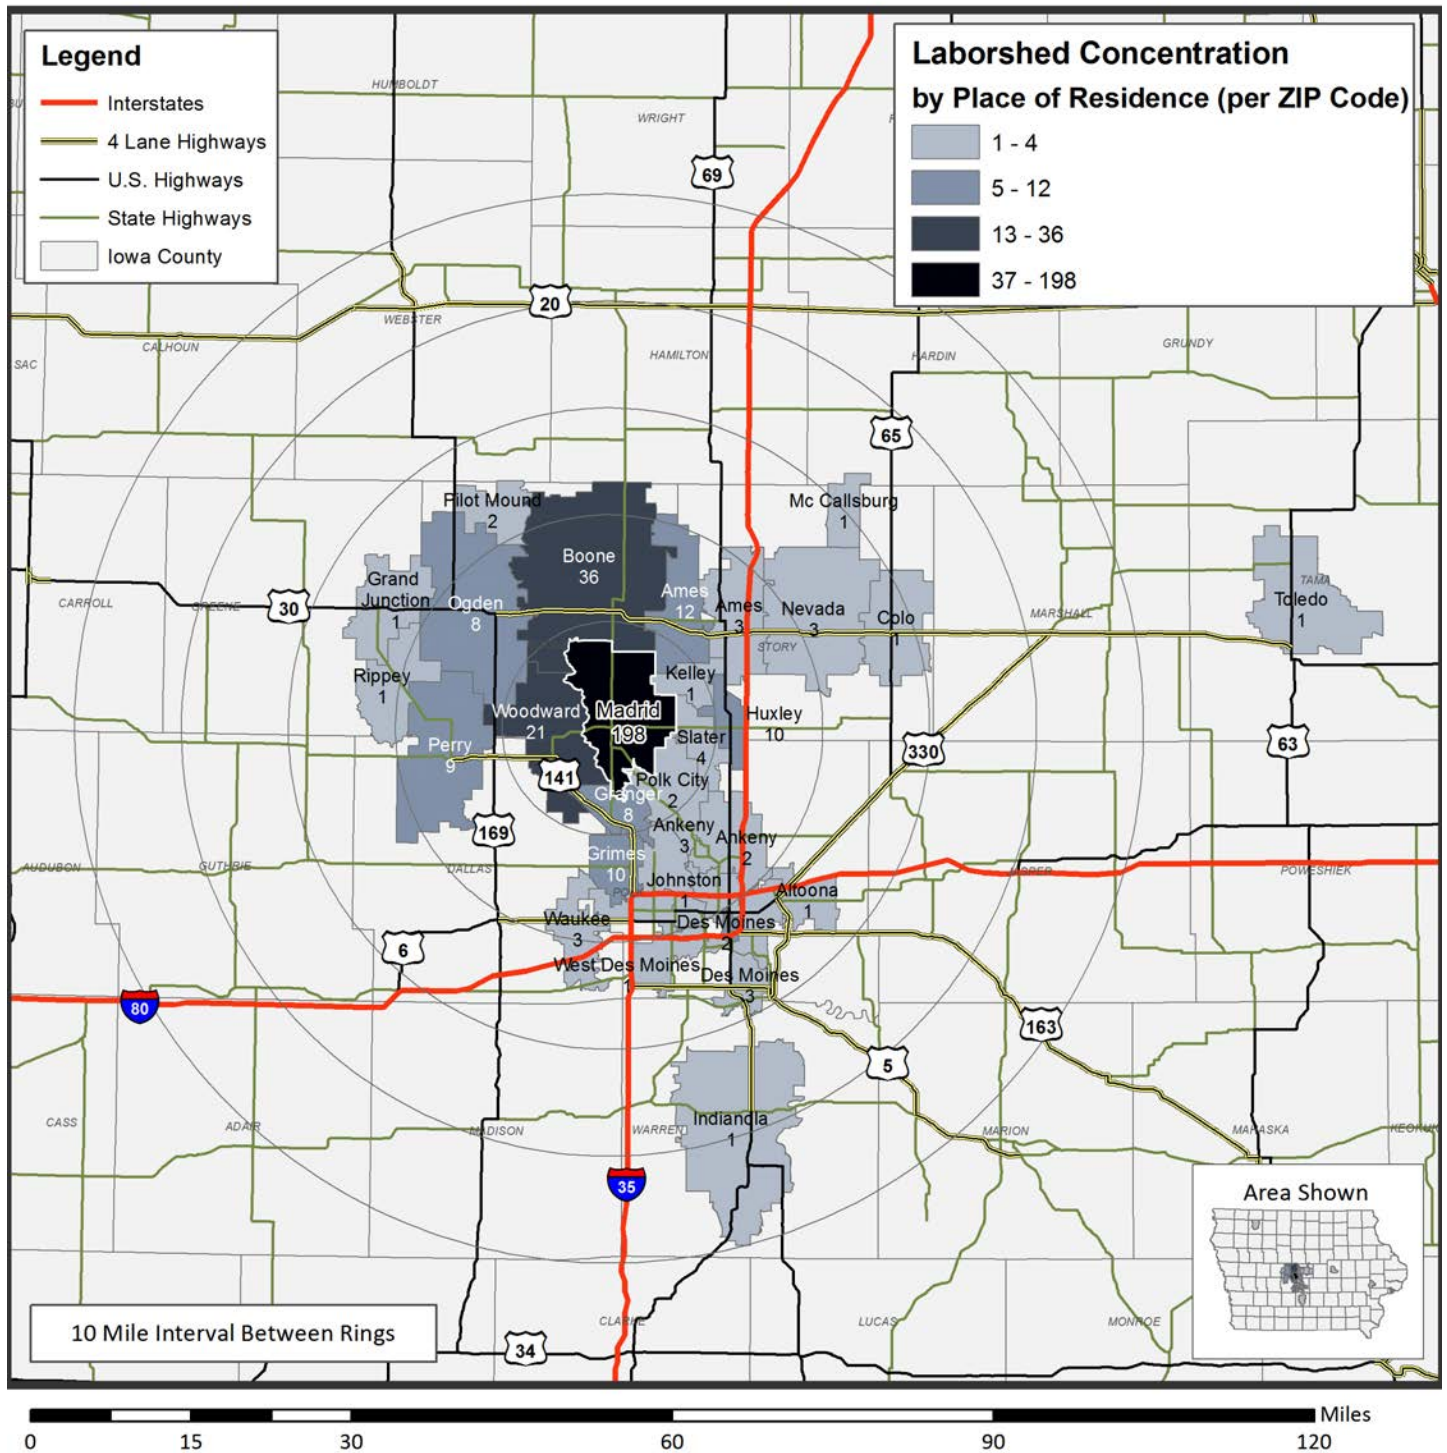 Legend
Interstates
4 Lane Highways
U.S. Highways
State Highways
Iowa County
Laborshed Concentration
by Place of Residence (per ZIP Code)
1 - 4
5 - 12
13 - 36
37 - 198
HUMBOLDT
WRIGHT
69
20
WEBSTER
CALHOUN
SAC
HAMILTON
HARDIN
GRUNDY
65
Pilot Mound
2
Mc Callsburg
1
Boone
36
Grand
Junction
1
Ogden
8
Ames
12
Ames
3
Nevada
3
Colo
1
STORY
CARROLL
GREENE
30
MARSHALL
TAMA
Toledo
1
Rippey
1
Kelley
1
Woodward
21
Madrid
198
Huxley
10
Slater
4
Perry
9
141
Polk City
2
Granger
8
330
63
169
Ankeny
3
Ankeny
2
Grimes
10
AUDUBON
GUTHRIE
DALLAS
JASPER
POWESHIEK
Johnston
1
Altoona
1
Waukee
3
Des Moines
2
6
West Des Moines
1
Des Moines
3
80
163
5
CASS
ADAIR
MADISON
WARREN
Indianola
1
MARION
MAHASKA
KEOKUK
35
Area Shown
10 Mile Interval Between Rings
34
CLARKE
LUCAS
MONROE
Miles
0 15 30 60 90 120